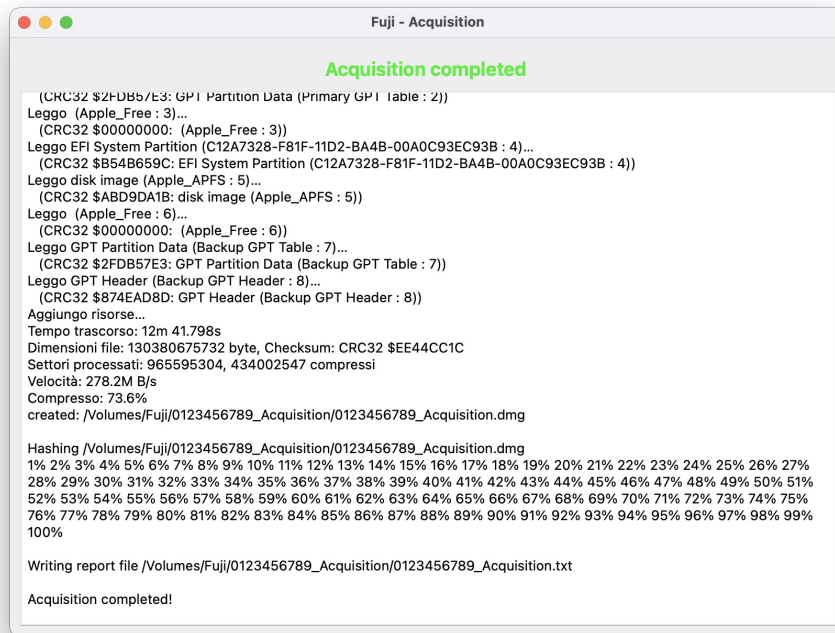 Fuji - Acquisition
Acquisition completed
(CRC32 $2FDB57E3: GPT Partition Data (Primary GPT Table : 2))
Leggo  (Apple_Free : 3)...
(CRC32 $00000000:  (Apple_Free : 3))
Leggo EFI System Partition (C12A7328-F81F-11D2-BA4B-00A0C93EC93B : 4)...
(CRC32 $B54B659C: EFI System Partition (C12A7328-F81F-11D2-BA4B-00A0C93EC93B : 4))
Leggo disk image (Apple_APFS : 5)...
(CRC32 $ABD9DA1B: disk image (Apple_APFS : 5))
Leggo  (Apple_Free : 6)...
(CRC32 $00000000:  (Apple_Free : 6))
Leggo GPT Partition Data (Backup GPT Table : 7)...
(CRC32 $2FDB57E3: GPT Partition Data (Backup GPT Table : 7))
Leggo GPT Header (Backup GPT Header : 8)...
(CRC32 $874EAD8D: GPT Header (Backup GPT Header : 8))
Aggiungo risorse...
Tempo trascorso: 12m 41.798s
Dimensioni file: 130380675732 byte, Checksum: CRC32 $EE44CC1C
Settori processati: 965595304, 434002547 compressi
Velocità: 278.2M B/s
Compresso: 73.6%
created: /Volumes/Fuji/0123456789_Acquisition/0123456789_Acquisition.dmg
Hashing /Volumes/Fuji/0123456789_Acquisition/0123456789_Acquisition.dmg
1% 2% 3% 4% 5% 6% 7% 8% 9% 10% 11% 12% 13% 14% 15% 16% 17% 18% 19% 20% 21% 22% 23% 24% 25% 26% 27%
28% 29% 30% 31% 32% 33% 34% 35% 36% 37% 38% 39% 40% 41% 42% 43% 44% 45% 46% 47% 48% 49% 50% 51%
52% 53% 54% 55% 56% 57% 58% 59% 60% 61% 62% 63% 64% 65% 66% 67% 68% 69% 70% 71% 72% 73% 74% 75%
76% 77% 78% 79% 80% 81% 82% 83% 84% 85% 86% 87% 88% 89% 90% 91% 92% 93% 94% 95% 96% 97% 98% 99%
100%
Writing report file /Volumes/Fuji/0123456789_Acquisition/0123456789_Acquisition.txt
Acquisition completed!